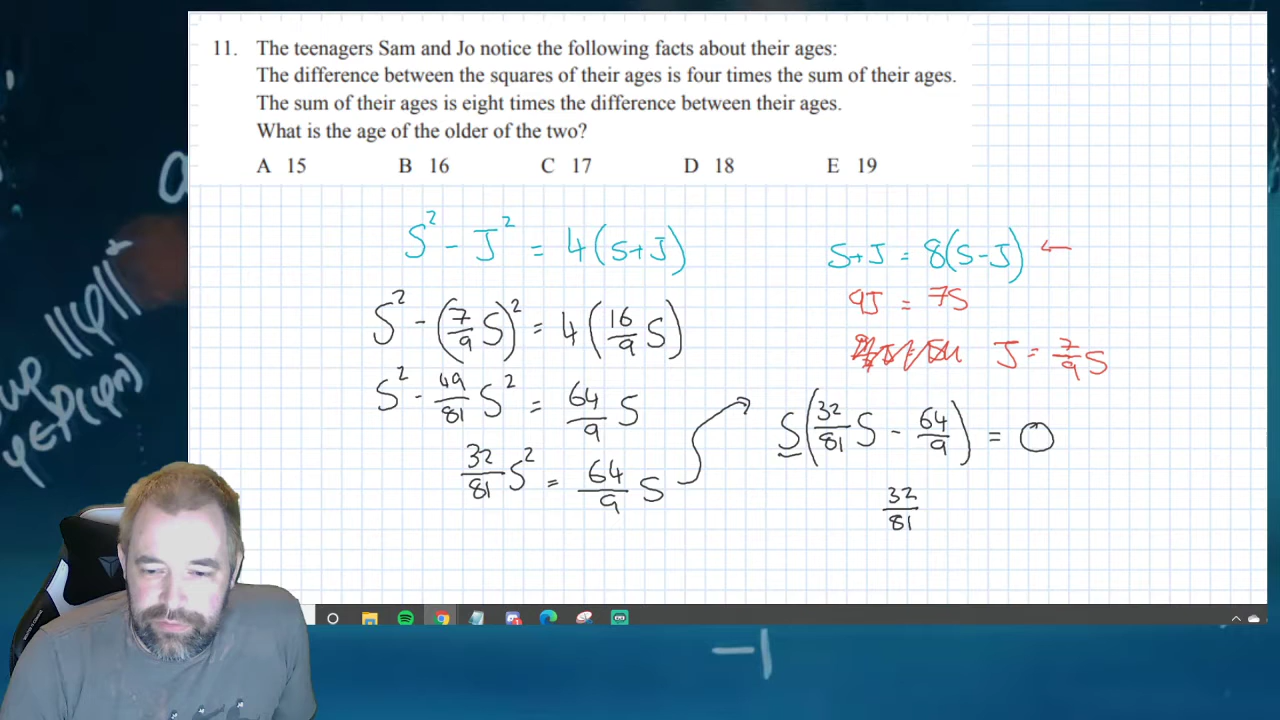 11. The teenagers Sam and Jo notice the following facts about their ages:
The difference between the squares of their ages is four times the sum of their ages.
The sum of their ages is eight times the difference between their ages.
What is the age of the older of the two?
A 15 B 16 C 17 D 18 E 19
S² - J² = 4(S+J)
S² - (7/9 S)² = 4(16/9 S)
S² - 49/81 S² = 64/9 S
32/81 S² = 64/9 S
S+J = 8(S-J) ←
9J = 7S
J = 7/9 S
S(32/81 S - 64/9) = 0
32/81
-1
||φ||
y∈P(φn)